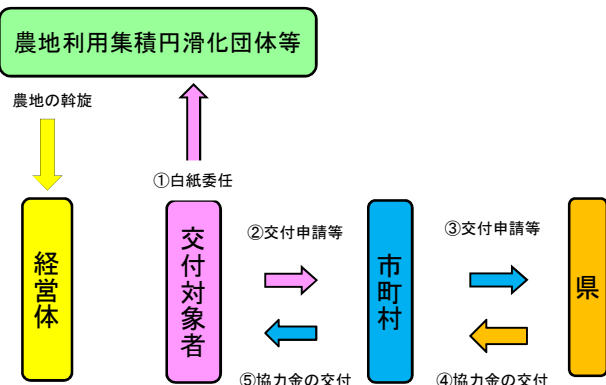 農地利用集積円滑化団体等
農地の斡旋
①白紙委任
経営体
交付対象者
②交付申請等
⑤協力金の交付
市町村
③交付申請等
④協力金の交付
県